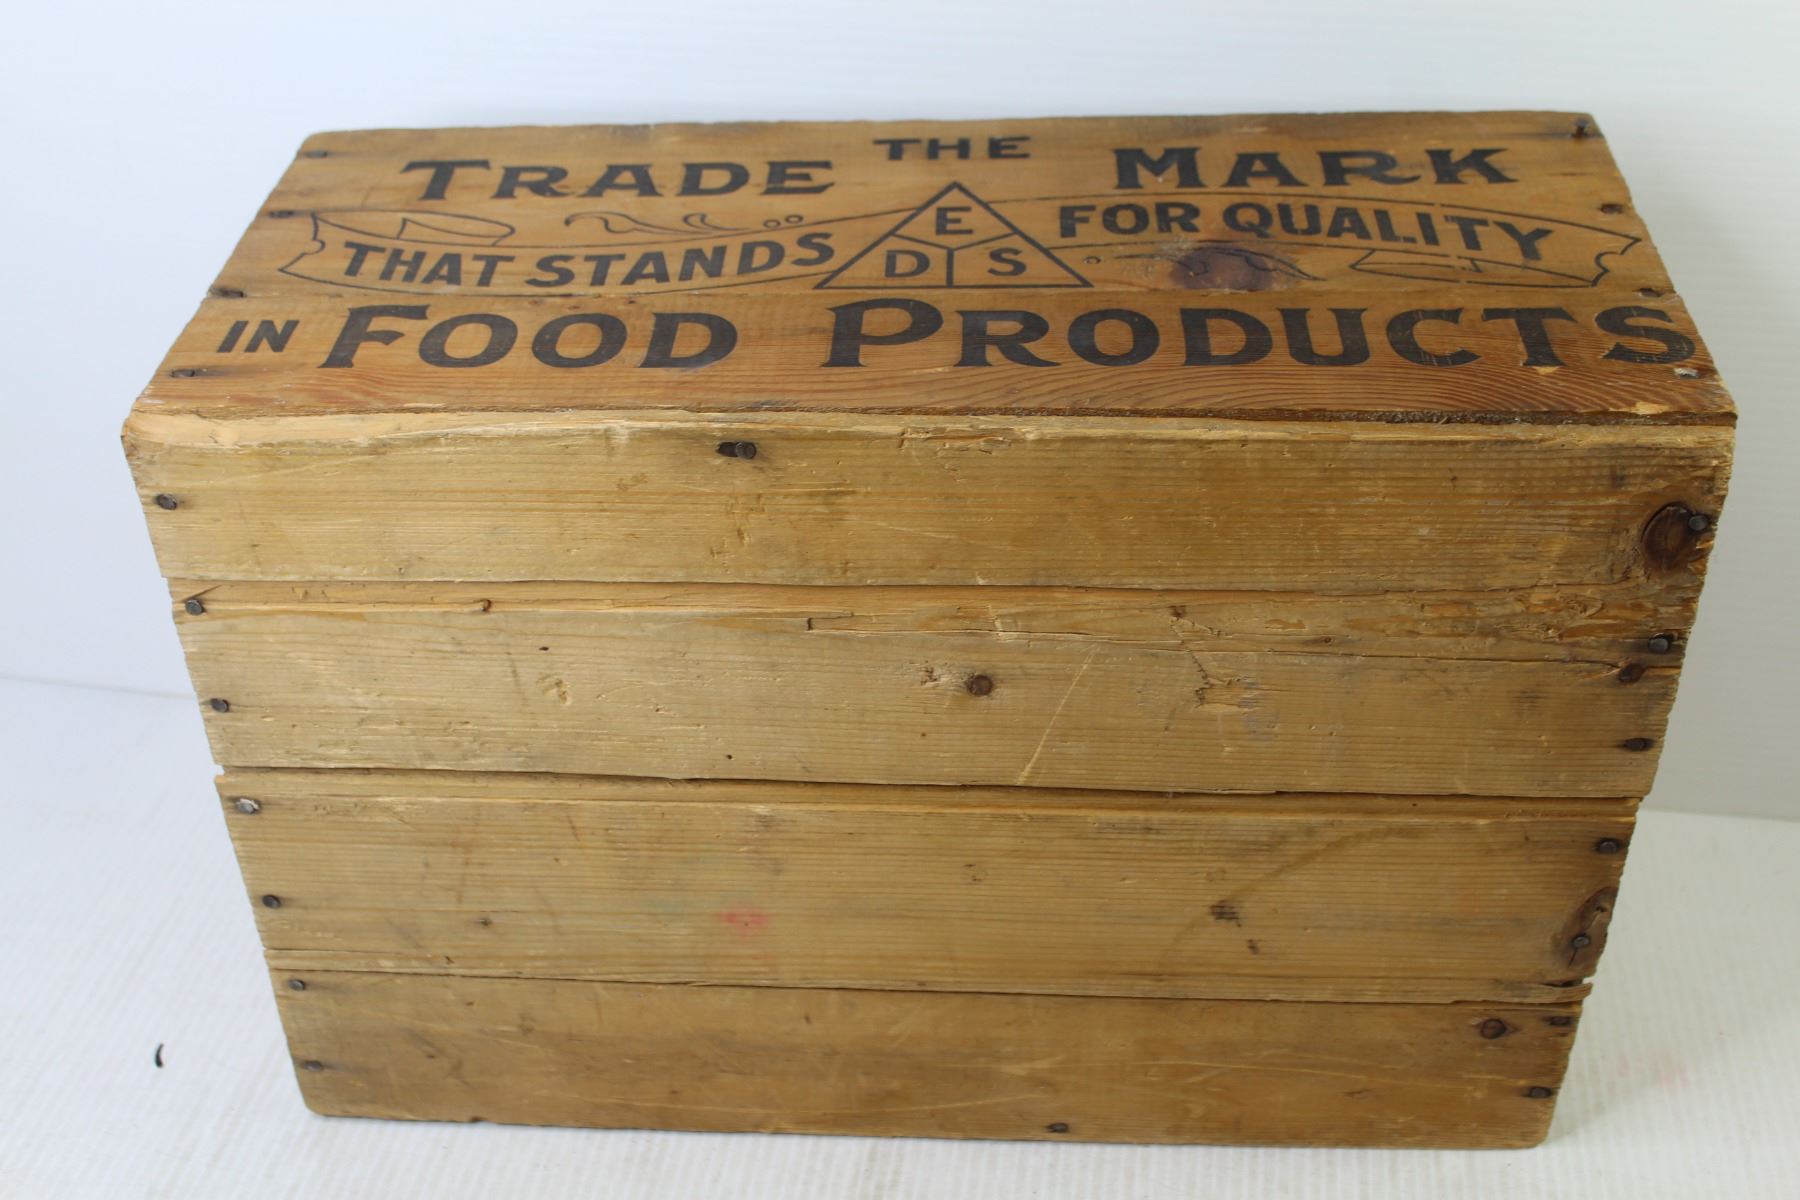 THE
TRADE MARK
THAT STANDS E D S FOR QUALITY
IN FOOD PRODUCTS